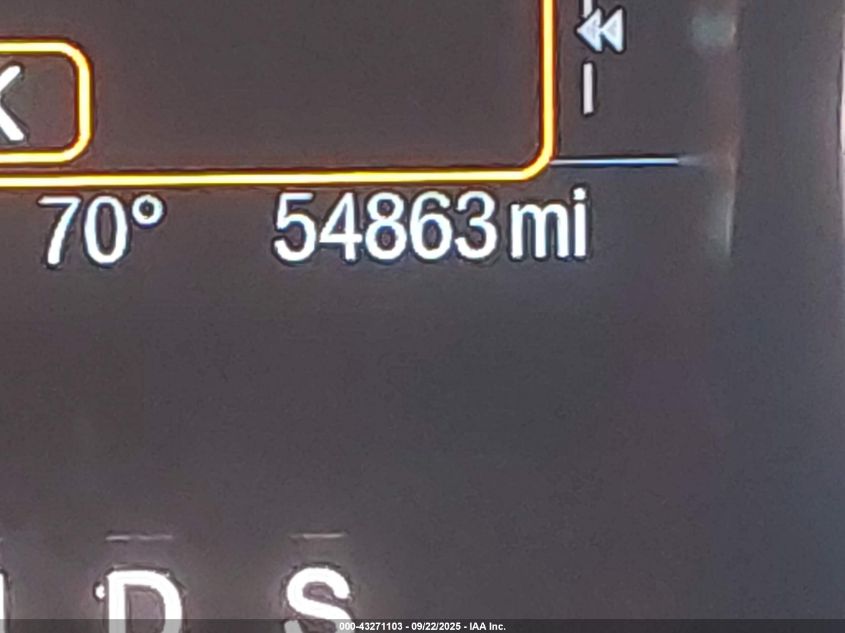 K
70° 54863 mi
D S
000-43271103 - 09/22/2025 - IAA Inc.